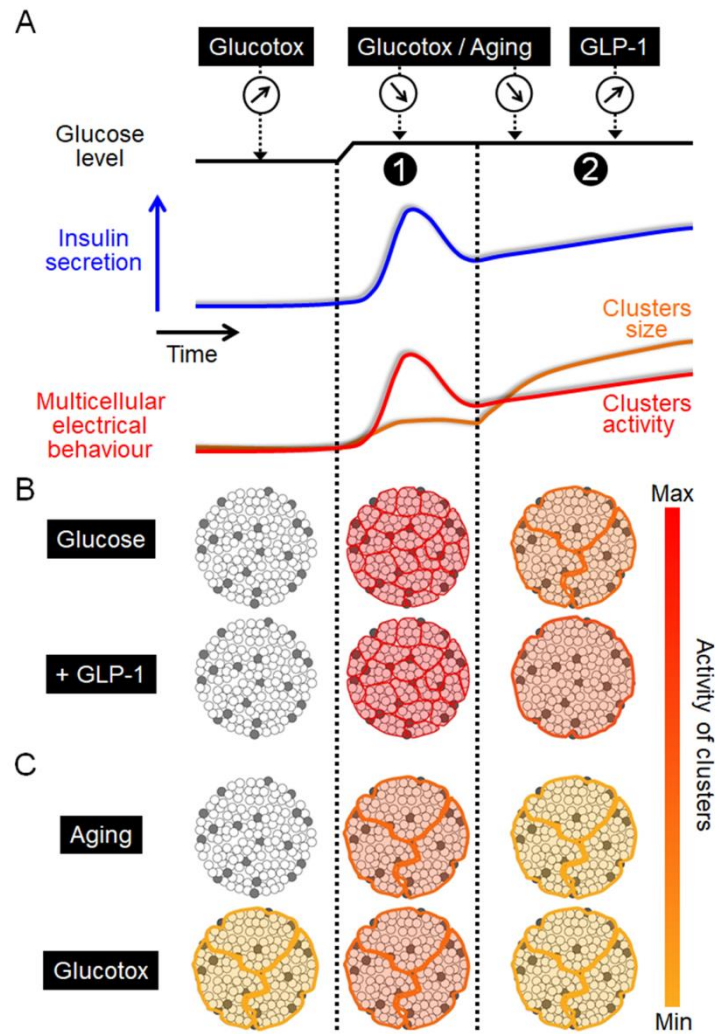 A
Glucotox
Glucotox / Aging
GLP-1
Glucose
level
1
2
Insulin
secretion
Time
Clusters
size
Multicellular
electrical
behaviour
Clusters
activity
B
Max
Glucose
+ GLP-1
Activity of clusters
C
Aging
Glucotox
Min